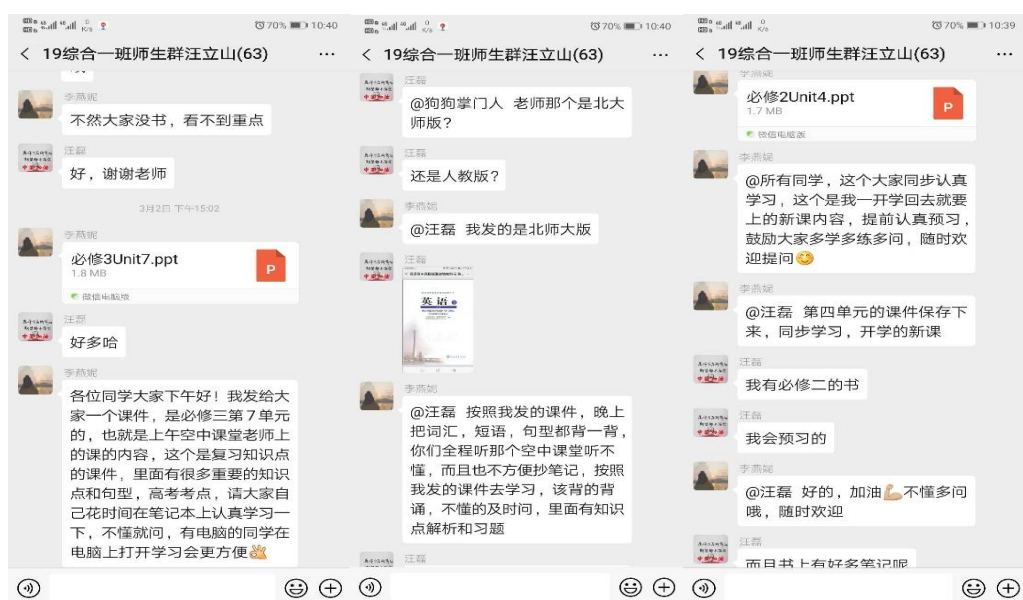 70% 10:40
19综合一班师生群汪立山(63)
李燕妮
不然大家没书，看不到重点
汪磊
好，谢谢老师
3月2日 下午15:02
李燕妮
必修3Unit7.ppt
1.8 MB
微信电脑版
汪磊
好多哈
李燕妮
各位同学大家下午好！我发给大
家一个课件，是必修三第7单元
的，也就是上午空中课堂老师上
的课的内容，这个是复习知识点
的课件，里面有很多重要的知识
点和句型，高考考点，请大家自
己花时间在笔记本上认真学习一
下，不懂就问，有电脑的同学在
电脑上打开学习会更方便
70% 10:40
19综合一班师生群汪立山(63)
汪磊
@狗狗掌门人 老师那个是北大
师版？
汪磊
还是人教版？
李燕妮
@汪磊 我发的是北师大版
汪磊
英语
李燕妮
@汪磊 按照我发的课件，晚上
把词汇，短语，句型都背一背，
你们全程听那个空中课堂听不
懂，而且也不方便抄笔记，按照
我发的课件去学习，该背的背
诵，不懂的及时问，里面有知识
点解析和习题
汪磊
70% 10:39
19综合一班师生群汪立山(63)
李燕妮
必修2Unit4.ppt
1.7 MB
微信电脑版
李燕妮
@所有同学，这个大家同步认真
学习，这个是我一开学回去就要
上的新课内容，提前认真预习，
鼓励大家多学多练多问，随时欢
迎提问
李燕妮
@汪磊 第四单元的课件保存下
来，同步学习，开学的新课
汪磊
我有必修二的书
汪磊
我会预习的
李燕妮
@汪磊 好的，加油不懂多问
哦，随时欢迎
汪磊
而且书上有好多笔记呢